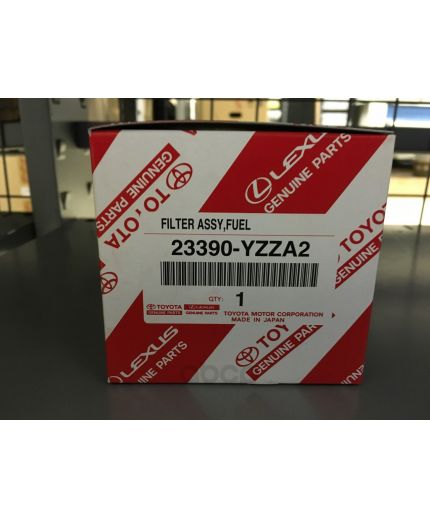 TOYOTA
GENUINE PARTS
LEXUS
GENUINE PARTS
FILTER ASSY,FUEL
23390-YZZA2
QTY: 1
TOYOTA LEXUS TOYOTA MOTOR CORPORATION
GENUINE PARTS GENUINE PARTS MADE IN JAPAN
TOYOTA
LEXUS
GENUINE PARTS
TOYOTA
GENUINE PARTS